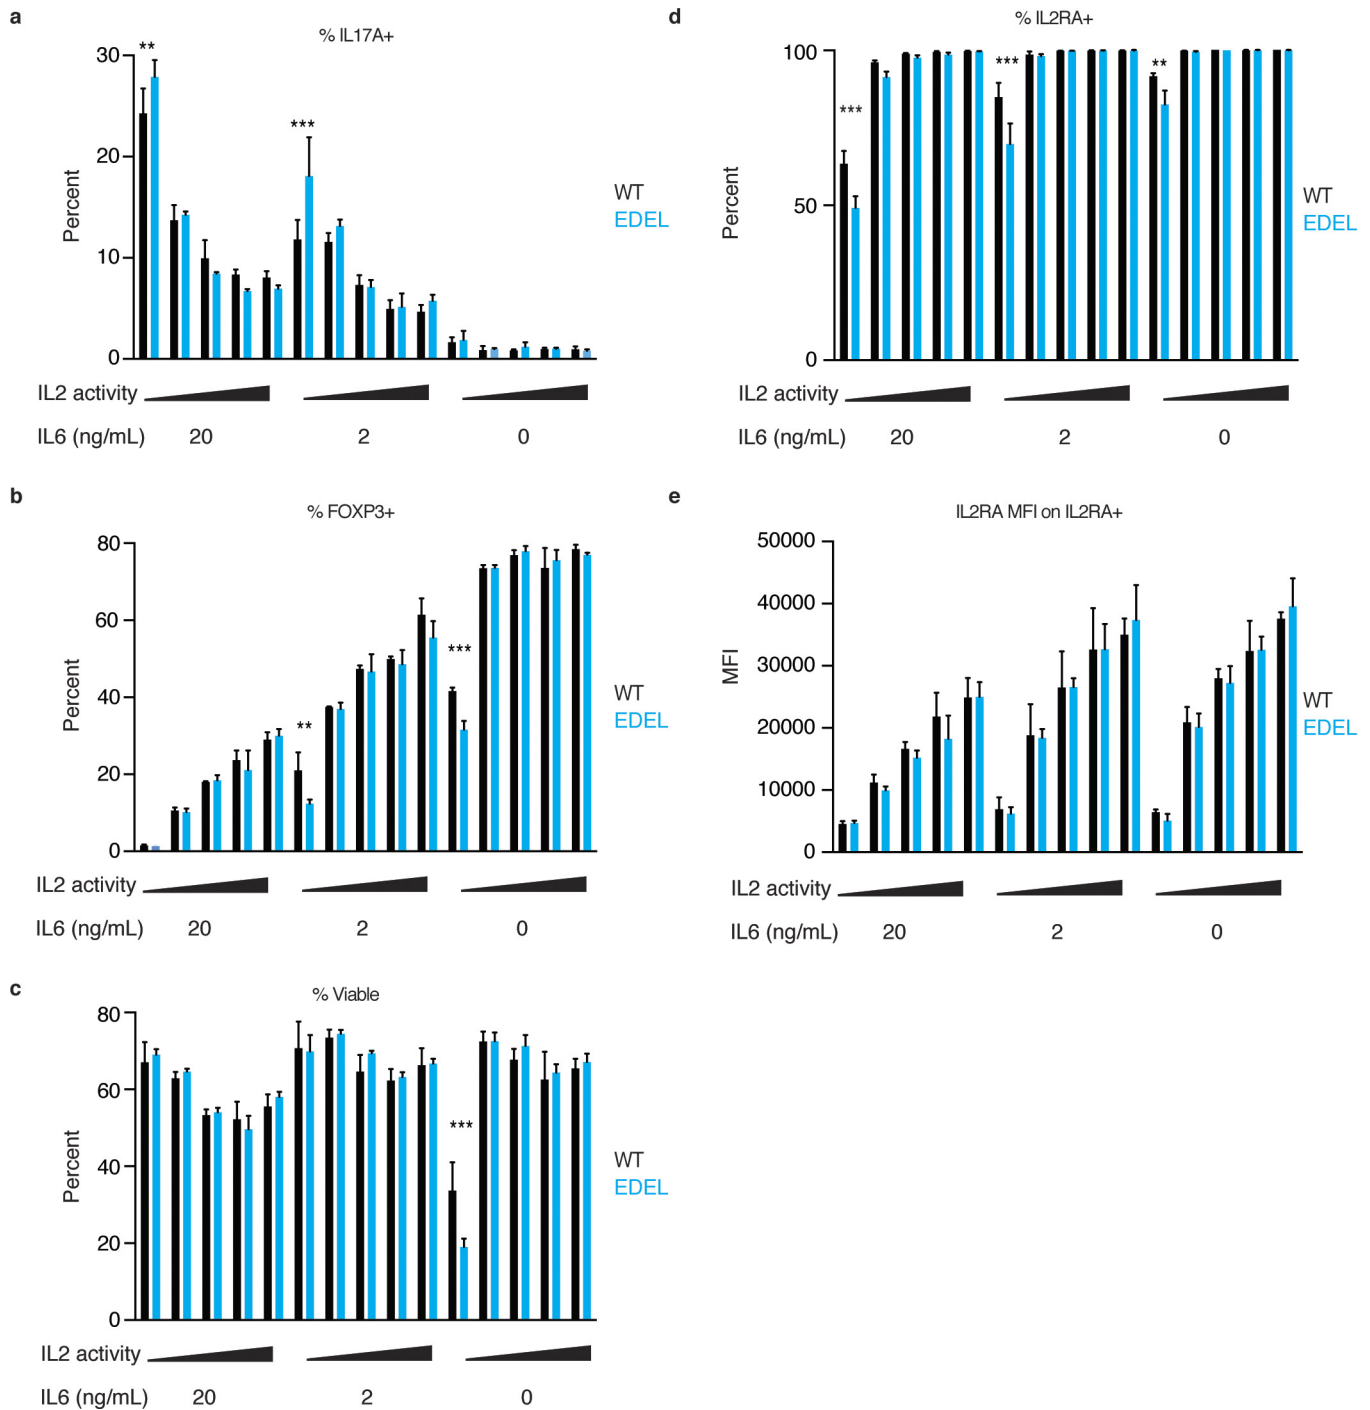 a
% IL17A+
30
20
10
0
Percent
**
***
WT
EDEL
IL2 activity
IL6 (ng/mL) 20 2 0
b
% FOXP3+
80
60
40
20
0
Percent
**
***
WT
EDEL
IL2 activity
IL6 (ng/mL) 20 2 0
c
% Viable
80
60
40
20
0
Percent
***
WT
EDEL
IL2 activity
IL6 (ng/mL) 20 2 0
d
% IL2RA+
100
50
0
Percent
***
***
**
WT
EDEL
IL2 activity
IL6 (ng/mL) 20 2 0
e
IL2RA MFI on IL2RA+
50000
40000
30000
20000
10000
0
MFI
WT
EDEL
IL2 activity
IL6 (ng/mL) 20 2 0